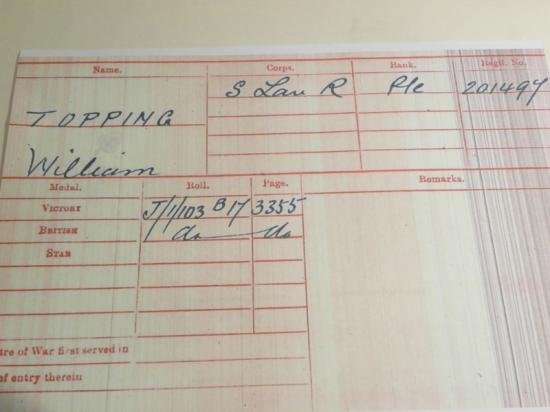 Name. Corps. Rank. Regtl. No.
TOPPING S Lan R Pte 201497
William
Medal. Roll. Page. Remarks.
VICTORY J/1/103 B17 3355
BRITISH do do
STAR
tre of War first served in
of entry therein